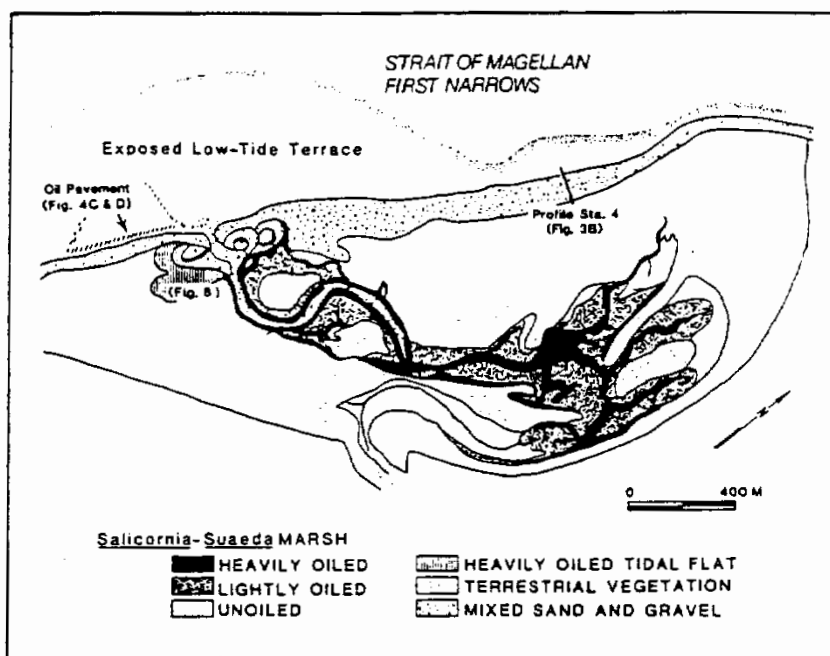 STRAIT OF MAGELLAN
FIRST NARROWS
Exposed Low-Tide Terrace
Oil Pavement
(Fig. 4C & D)
Profile Sta. 4
(Fig. 3B)
(Fig. 8)
N
0 400 M
Salicornia-Suaeda MARSH
HEAVILY OILED
LIGHTLY OILED
UNOILED
HEAVILY OILED TIDAL FLAT
TERRESTRIAL VEGETATION
MIXED SAND AND GRAVEL